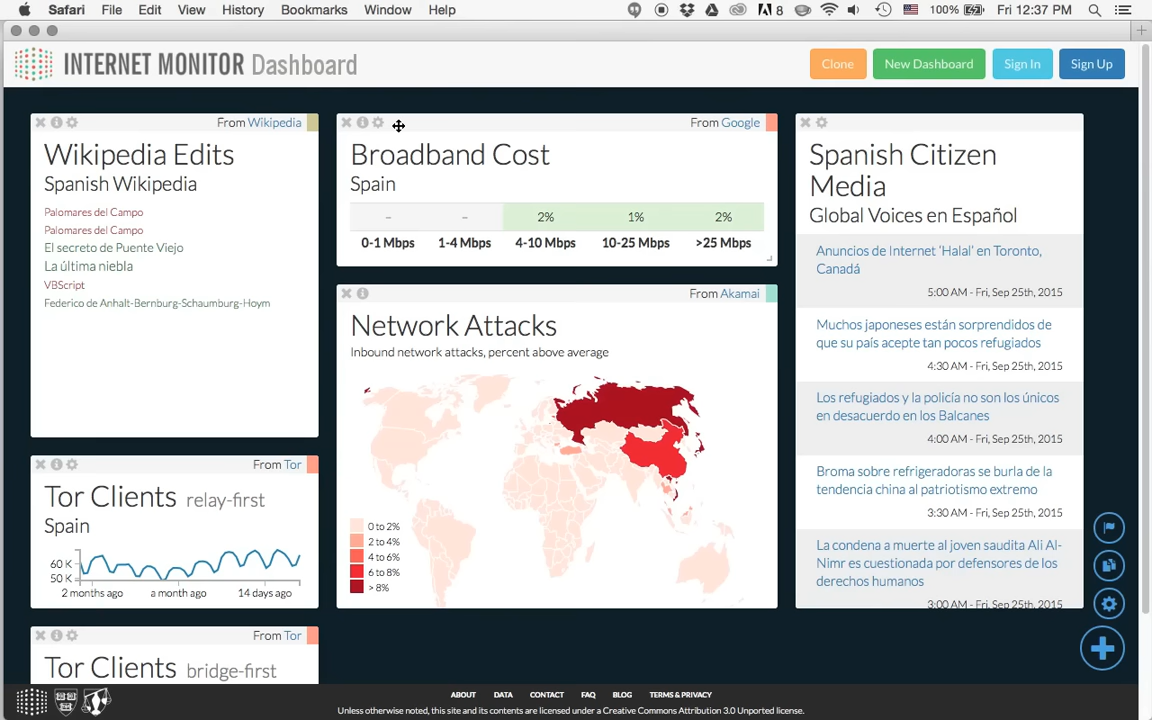 Safari File Edit View History Bookmarks Window Help 8 100% Fri 12:37 PM
INTERNET MONITOR Dashboard Clone New Dashboard Sign In Sign Up
From Wikipedia
Wikipedia Edits
Spanish Wikipedia
Palomares del Campo
Palomares del Campo
El secreto de Puente Viejo
La última niebla
VBScript
Federico de Anhalt-Bernburg-Schaumburg-Hoym
From Tor
Tor Clients relay-first
Spain
60 K
50 K
2 months ago a month ago 14 days ago
From Tor
Tor Clients bridge-first
From Google
Broadband Cost
Spain
– – 2% 1% 2%
0-1 Mbps 1-4 Mbps 4-10 Mbps 10-25 Mbps >25 Mbps
From Akamai
Network Attacks
Inbound network attacks, percent above average
0 to 2%
2 to 4%
4 to 6%
6 to 8%
> 8%
Spanish Citizen
Media
Global Voices en Español
Anuncios de Internet ‘Halal’ en Toronto,
Canadá
5:00 AM - Fri, Sep 25th, 2015
Muchos japoneses están sorprendidos de
que su país acepte tan pocos refugiados
4:30 AM - Fri, Sep 25th, 2015
Los refugiados y la policía no son los únicos
en desacuerdo en los Balcanes
4:00 AM - Fri, Sep 25th, 2015
Broma sobre refrigeradoras se burla de la
tendencia china al patriotismo extremo
3:30 AM - Fri, Sep 25th, 2015
La condena a muerte al joven saudita Ali Al-
Nimr es cuestionada por defensores de los
derechos humanos
3:00 AM - Fri, Sep 25th, 2015
ABOUT DATA CONTACT FAQ BLOG TERMS & PRIVACY
Unless otherwise noted, this site and its contents are licensed under a Creative Commons Attribution 3.0 Unported license.